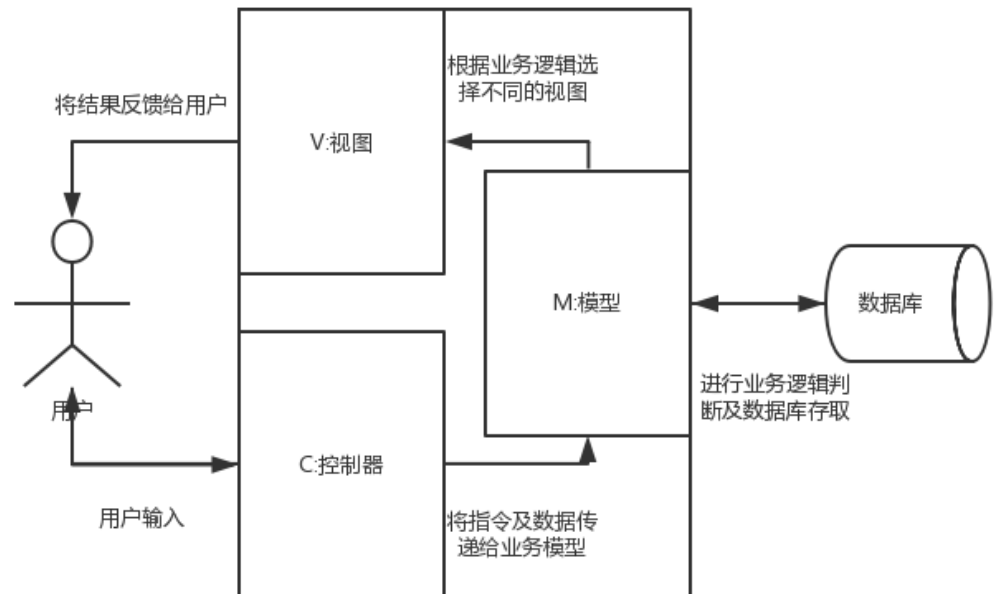 根据业务逻辑选
择不同的视图
将结果反馈给用户
V:视图
M:模型
数据库
进行业务逻辑判
断及数据库存取
用户
C:控制器
用户输入
将指令及数据传
递给业务模型